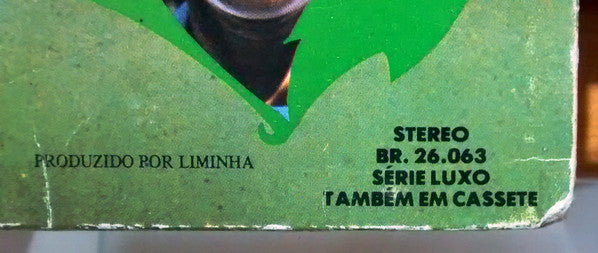 PRODUZIDO POR LIMINHA
STEREO
BR. 26.063
SÉRIE LUXO
TAMBÉM EM CASSETE